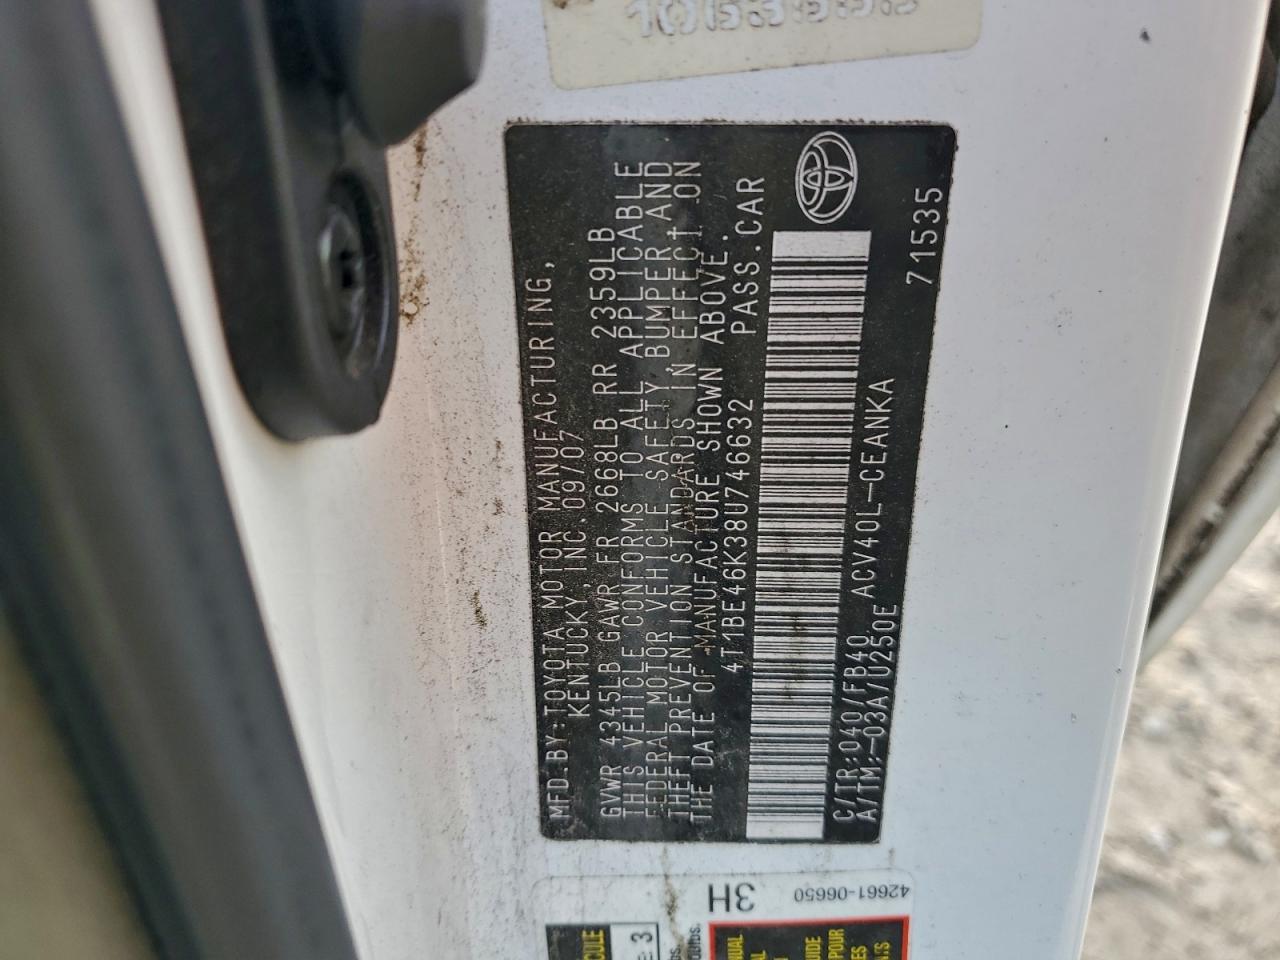 MFD.BY:TOYOTA MOTOR MANUFACTURING,
KENTUCKY, INC.09/07
GVWR 4345LB GAWR FR 2668LB RR 2359LB
THIS VEHICLE CONFORMS TO ALL APPLICABLE
FEDERAL MOTOR VEHICLE SAFETY, BUMPER AND
THEFT PREVENTION STANDARDS IN EFFECT ON
THE DATE OF MANUFACTURE SHOWN ABOVE.
4T1BE46K38U746632 PASS.CAR
C/TR:040/FB40 ACV40L-CEANKA
A/TM:-03A/U250E 71535
3H
42661-06650